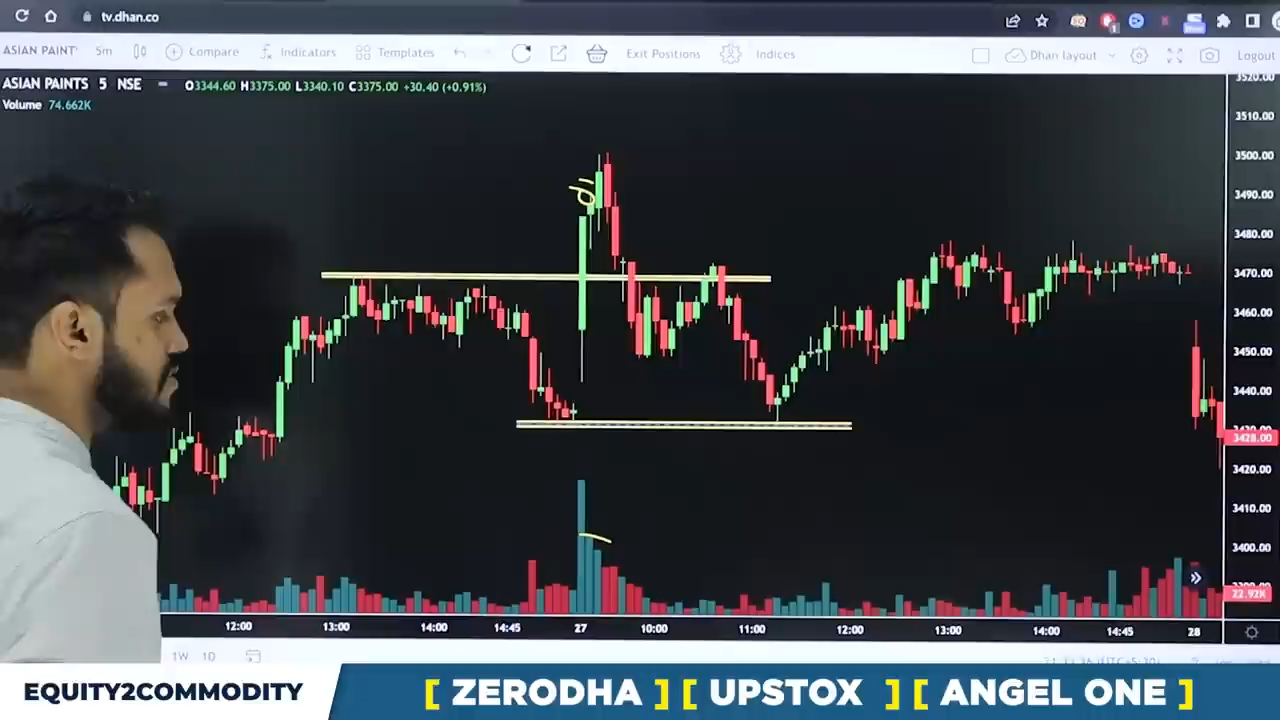 tv.dhan.co
ASIAN PAINT 5m Compare Indicators Templates Exit Positions Indices Dhan layout Logout
ASIAN PAINTS 5 NSE O3344.60 H3375.00 L3340.10 C3375.00 +30.40 (+0.91%)
Volume 74.662K
3520.00
3510.00
3500.00
3490.00
3480.00
3470.00
3460.00
3450.00
3440.00
3428.00
3420.00
3410.00
3400.00
22.92K
12:00 13:00 14:00 14:45 27 10:00 11:00 12:00 13:00 14:00 14:45 28
1W 1D
EQUITY2COMMODITY [ ZERODHA ] [ UPSTOX ] [ ANGEL ONE ]